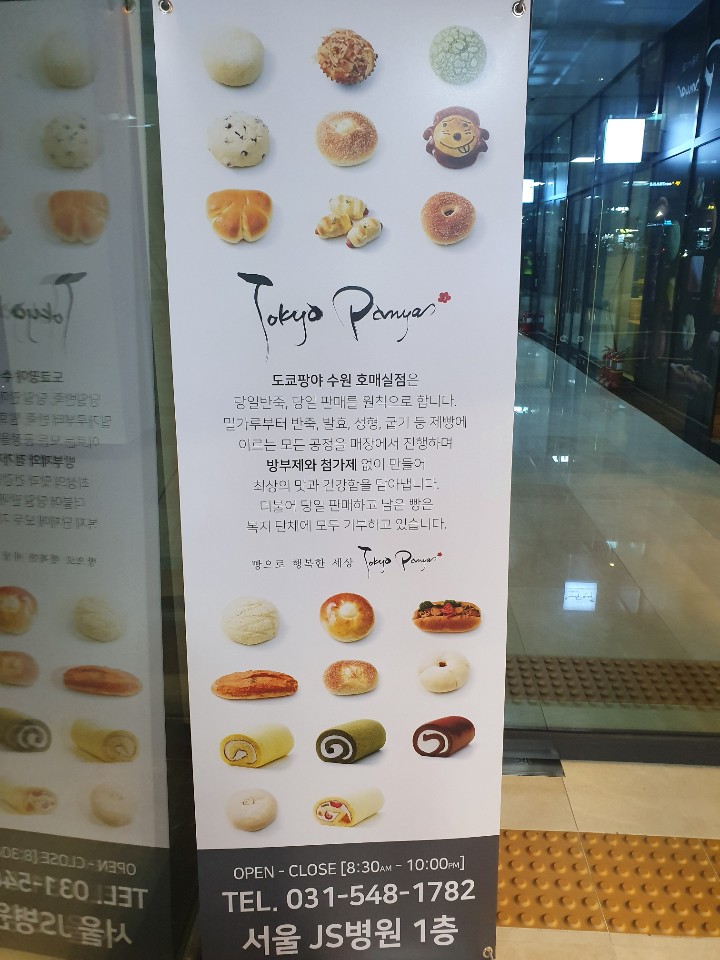 Tokyo Panya
도쿄팡야 수원 호매실점은
당일반죽, 당일 판매를 원칙으로 합니다.
밀가루부터 반죽, 발효, 성형, 굽기 등 제빵에
이르는 모든 공정을 매장에서 진행하며
방부제와 첨가제 없이 만들어
최상의 맛과 건강함을 담아냅니다.
더불어 당일 판매하고 남은 빵은
복지 단체에 모두 기부하고 있습니다.
빵으로 행복한 세상 Tokyo Panya
OPEN - CLOSE [8:30AM - 10:00PM]
TEL. 031-548-1782
서울 JS병원 1층